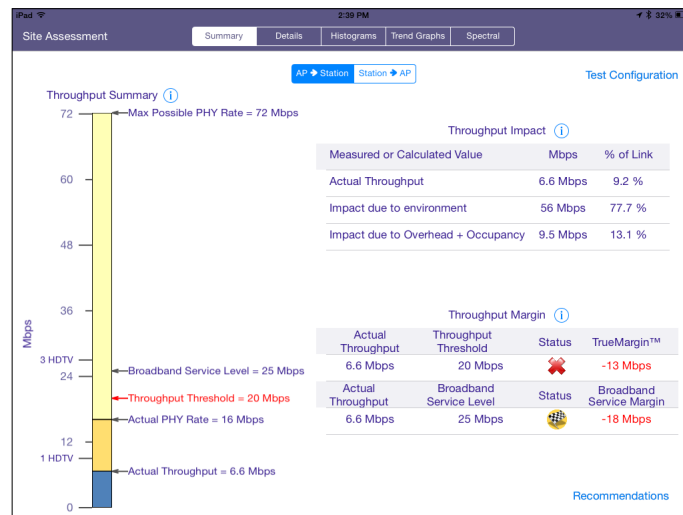 iPad 2:39 PM 32%
Site Assessment Summary Details Histograms Trend Graphs Spectral
AP → Station Station → AP
Test Configuration
Throughput Summary i
72
Max Possible PHY Rate = 72 Mbps
60
48
36
Mbps
3 HDTV
24
Broadband Service Level = 25 Mbps
Throughput Threshold = 20 Mbps
Actual PHY Rate = 16 Mbps
12
1 HDTV
Actual Throughput = 6.6 Mbps
0
Throughput Impact i
Measured or Calculated Value Mbps % of Link
Actual Throughput 6.6 Mbps 9.2 %
Impact due to environment 56 Mbps 77.7 %
Impact due to Overhead + Occupancy 9.5 Mbps 13.1 %
Throughput Margin i
Actual Throughput Throughput Threshold Status TrueMargin™
6.6 Mbps 20 Mbps -13 Mbps
Actual Throughput Broadband Service Level Status Broadband Service Margin
6.6 Mbps 25 Mbps -18 Mbps
Recommendations